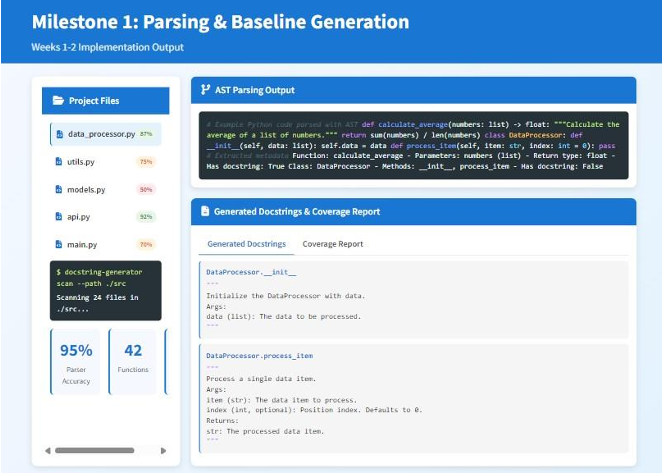 Milestone 1: Parsing & Baseline Generation
Weeks 1-2 Implementation Output
Project Files
data_processor.py 87%
utils.py 75%
models.py 50%
api.py 92%
main.py 70%
$ docstring-generator
scan --path ./src
Scanning 24 files in
./src...
95%
Parser
Accuracy
42
Functions
AST Parsing Output
# Example Python code parsed with AST def calculate_average(numbers: list) -> float: """Calculate the
average of a list of numbers.""" return sum(numbers) / len(numbers) class DataProcessor: def
__init__(self, data: list): self.data = data def process_item(self, item: str, index: int = 0): pass
# Extracted metadata Function: calculate_average - Parameters: numbers (list) - Return type: float -
Has docstring: True Class: DataProcessor - Methods: __init__, process_item - Has docstring: False
Generated Docstrings & Coverage Report
Generated Docstrings Coverage Report
DataProcessor.__init__
"""
Initialize the DataProcessor with data.
Args:
data (list): The data to be processed.
"""
DataProcessor.process_item
"""
Process a single data item.
Args:
item (str): The data item to process.
index (int, optional): Position index. Defaults to 0.
Returns:
str: The processed data item.
"""